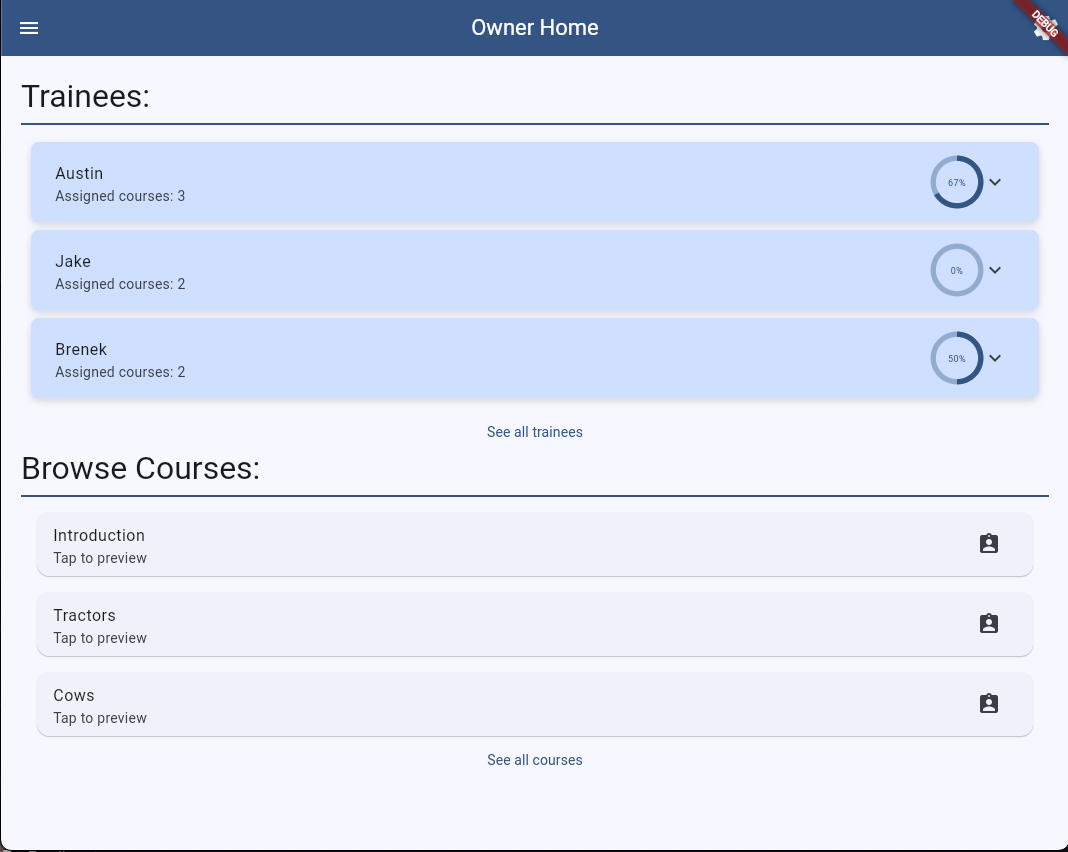 Owner Home
DEBUG
Trainees:
Austin
Assigned courses: 3
67%
Jake
Assigned courses: 2
0%
Brenek
Assigned courses: 2
50%
See all trainees
Browse Courses:
Introduction
Tap to preview
Tractors
Tap to preview
Cows
Tap to preview
See all courses